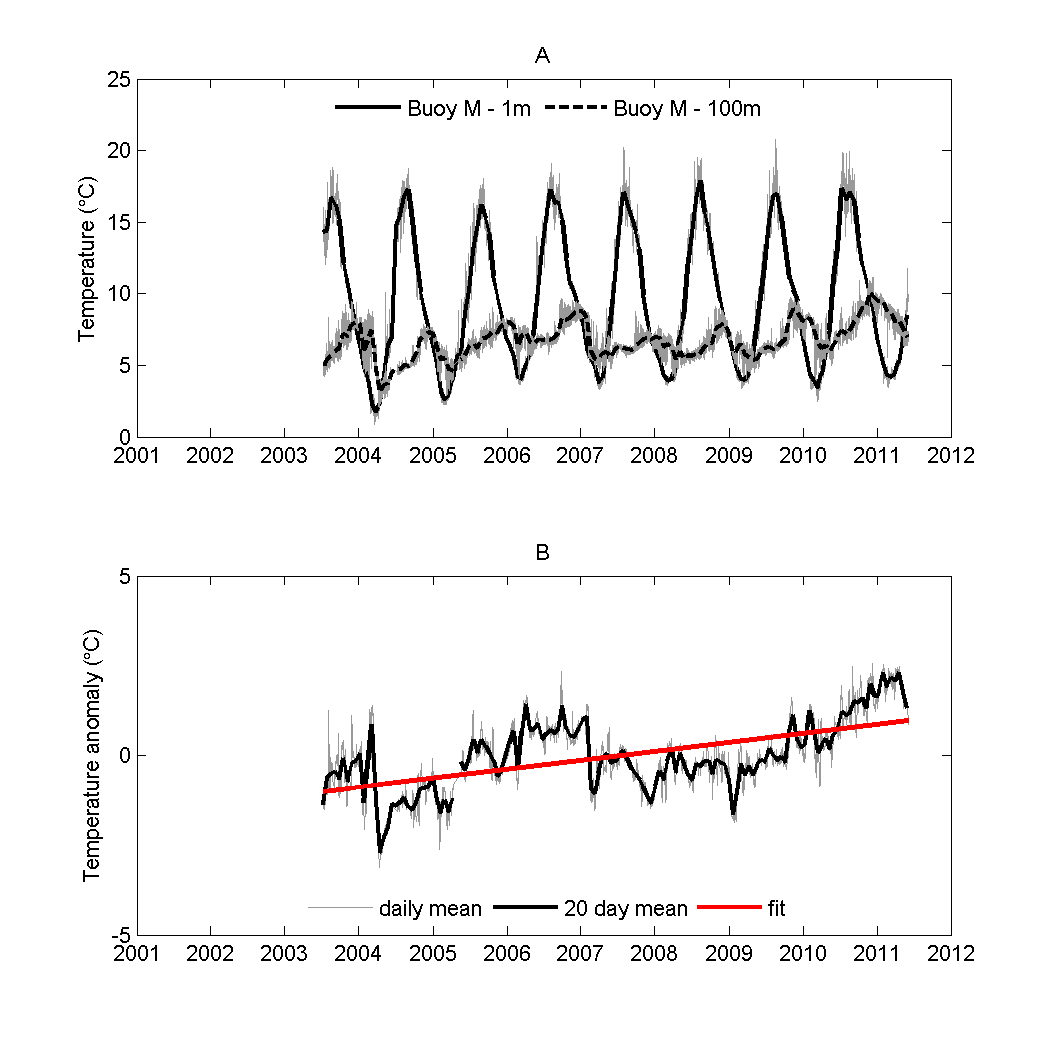 A
25
Buoy M - 1m Buoy M - 100m
20
15
10
5
0
Temperature (°C)
2001 2002 2003 2004 2005 2006 2007 2008 2009 2010 2011 2012
B
5
0
-5
Temperature anomaly (°C)
daily mean 20 day mean fit
2001 2002 2003 2004 2005 2006 2007 2008 2009 2010 2011 2012